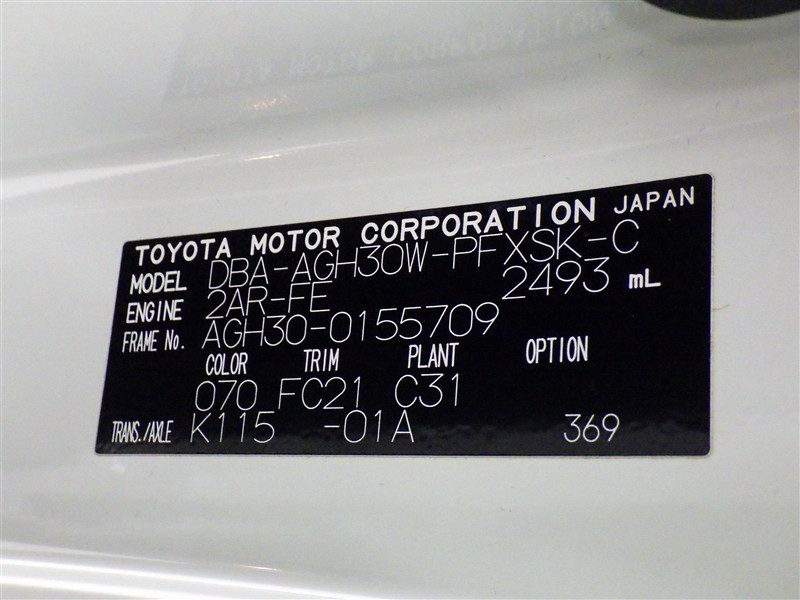 TOYOTA MOTOR CORPORATION JAPAN
MODEL DBA-AGH30W-PFXSK-C
ENGINE 2AR-FE 2493 mL
FRAME No. AGH30-0155709
COLOR TRIM PLANT OPTION
070 FC21 C31
TRANS./AXLE K115 -01A 369